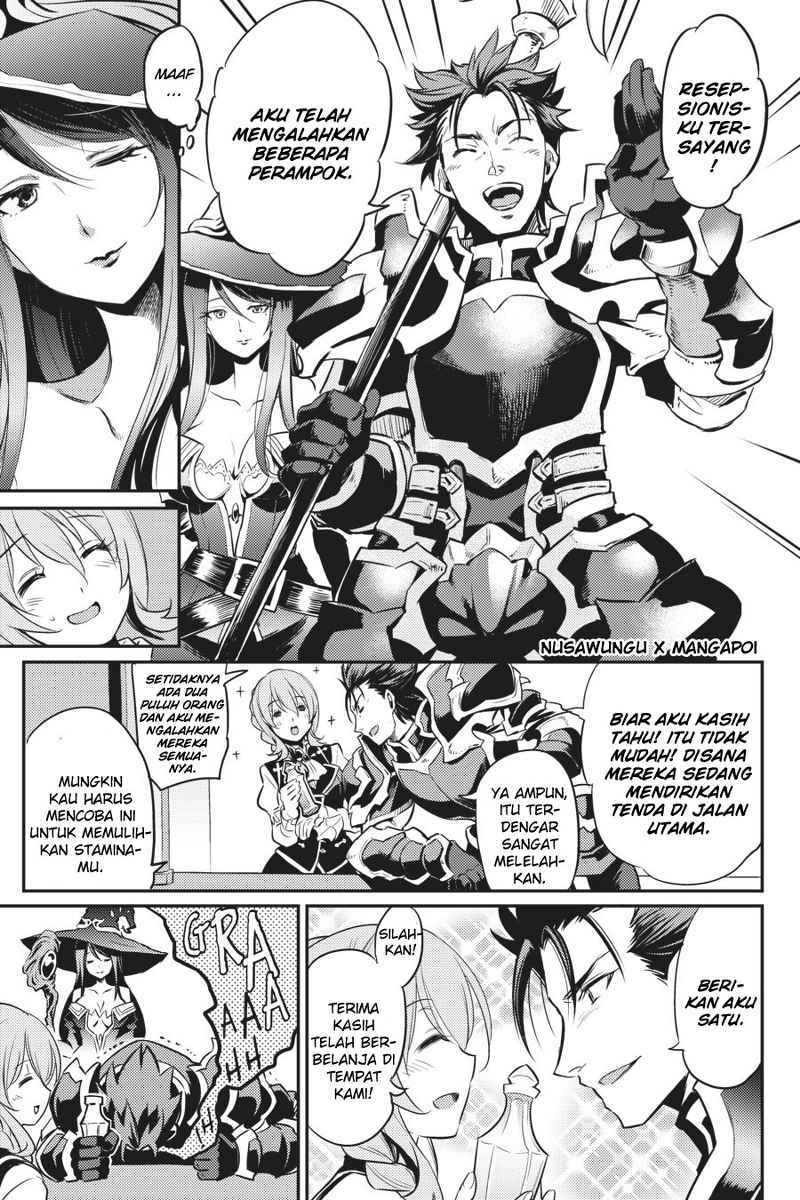 RESEP-
SIONIS-
KU TER-
SAYANG
!
AKU TELAH
MENGALAHKAN
BEBERAPA
PERAMPOK.
MAAF
...
NUSAWUNGU X MANGAPOI
BIAR AKU KASIH
TAHU! ITU TIDAK
MUDAH! DISANA
MEREKA SEDANG
MENDIRIKAN
TENDA DI JALAN
UTAMA.
SETIDAKNYA
ADA DUA
PULUH ORANG
DAN AKU ME-
NGALAHKAN
MEREKA
SEMUA-
NYA.
YA AMPUN,
ITU TER-
DENGAR
SANGAT
MELELAH-
KAN.
MUNGKIN
KAU HARUS
MENCOBA INI
UNTUK MEMULIH-
KAN STAMINA-
MU.
BERI-
KAN AKU
SATU.
SILAH-
KAN!
TERIMA
KASIH
TELAH BER-
BELANJA DI
TEMPAT
KAMI!
GRAA
AAA
HHH